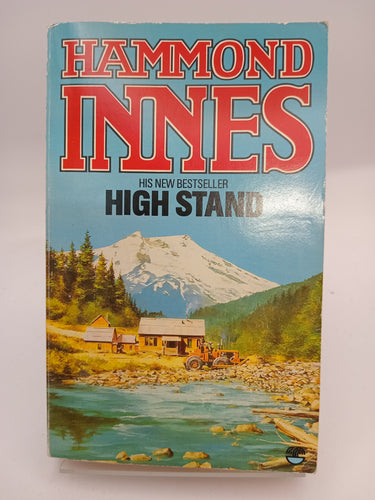 HAMMOND
INNES
HIS NEW BESTSELLER
HIGH STAND